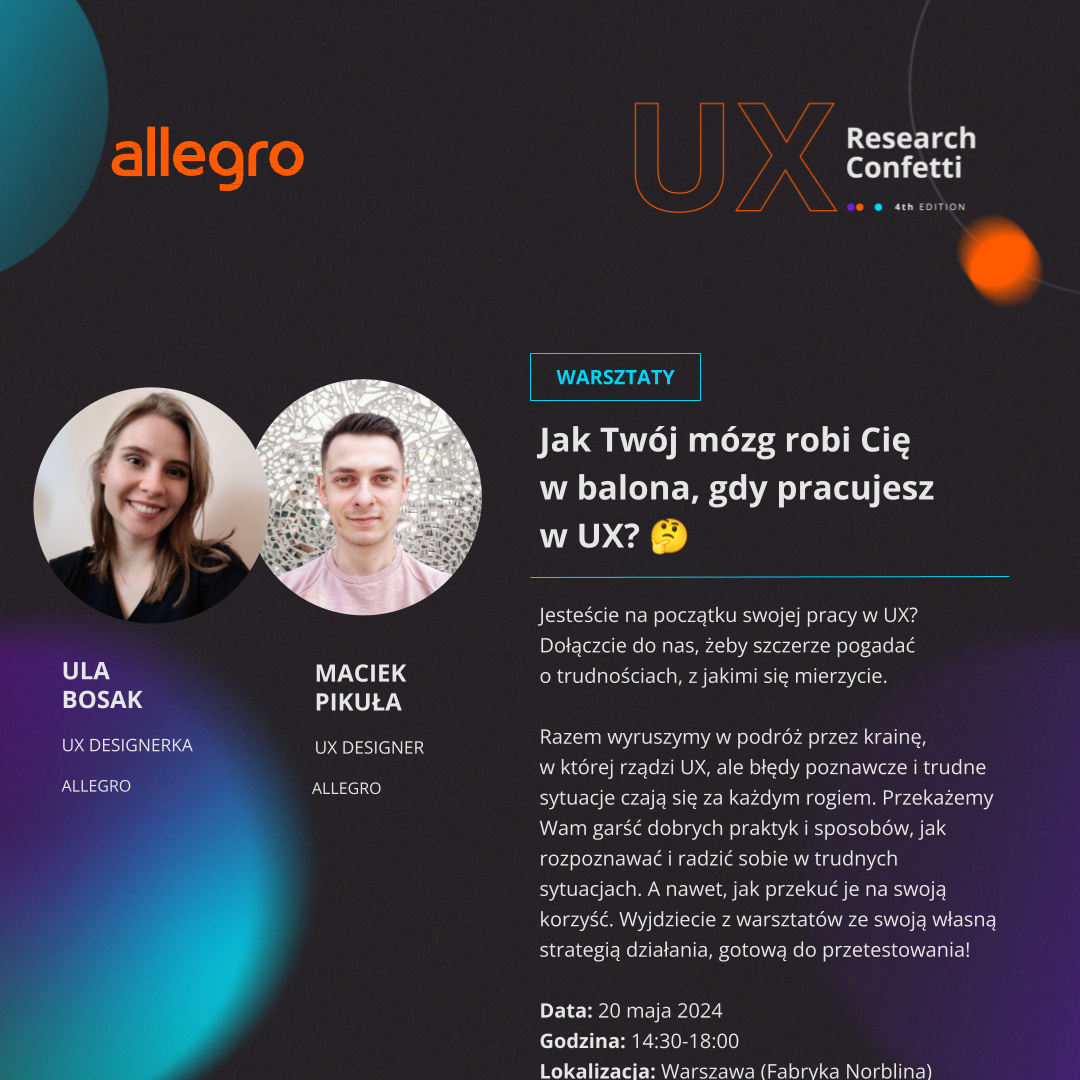 allegro
UX
Research
Confetti
4th EDITION
WARSZTATY
Jak Twój mózg robi Cię
w balona, gdy pracujesz
w UX? 🤔
ULA
BOSAK
UX DESIGNERKA
ALLEGRO
MACIEK
PIKUŁA
UX DESIGNER
ALLEGRO
Jesteście na początku swojej pracy w UX?
Dołączcie do nas, żeby szczerze pogadać
o trudnościach, z jakimi się mierzycie.
Razem wyruszymy w podróż przez krainę,
w której rządzi UX, ale błędy poznawcze i trudne
sytuacje czają się za każdym rogiem. Przekażemy
Wam garść dobrych praktyk i sposobów, jak
rozpoznawać i radzić sobie w trudnych
sytuacjach. A nawet, jak przekuć je na swoją
korzyść. Wyjdziecie z warsztatów ze swoją własną
strategią działania, gotową do przetestowania!
Data: 20 maja 2024
Godzina: 14:30-18:00
Lokalizacja: Warszawa (Fabryka Norblina)